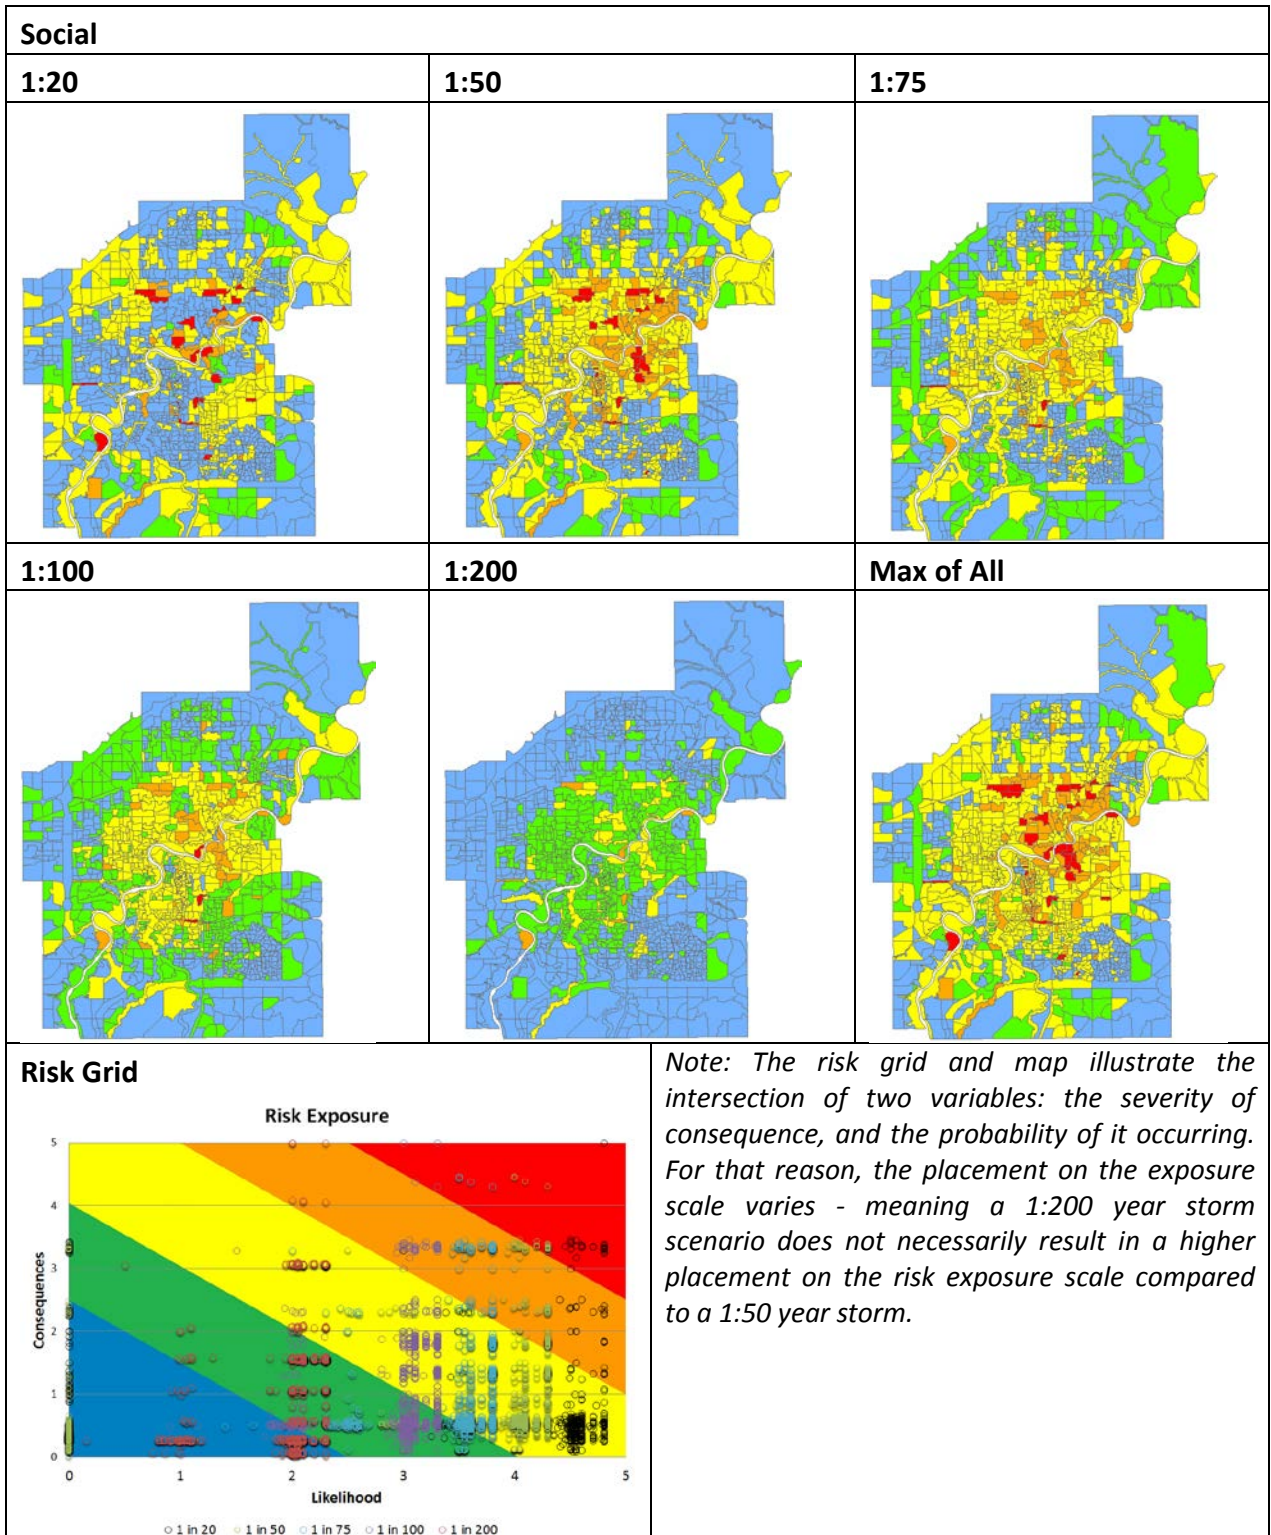 Social
1:20
1:50
1:75
1:100
1:200
Max of All
Risk Grid
Risk Exposure
5
4
3
2
1
0
Consequences
0 1 2 3 4 5
Likelihood
1 in 20 1 in 50 1 in 75 1 in 100 1 in 200
Note: The risk grid and map illustrate the
intersection of two variables: the severity of
consequence, and the probability of it occurring.
For that reason, the placement on the exposure
scale varies - meaning a 1:200 year storm
scenario does not necessarily result in a higher
placement on the risk exposure scale compared
to a 1:50 year storm.